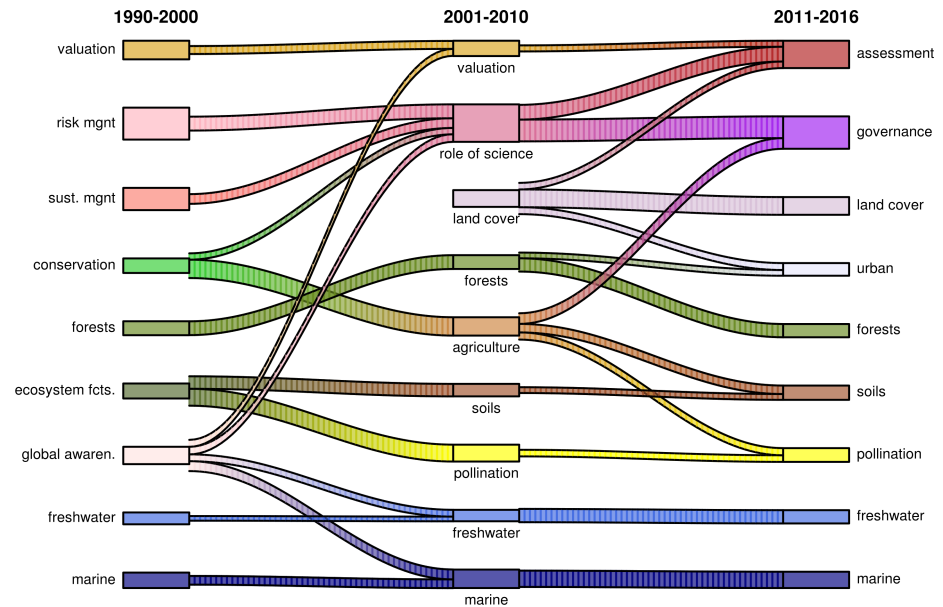 1990-2000
2001-2010
2011-2016
valuation
risk mgnt
sust. mgnt
conservation
forests
ecosystem fcts.
global awaren.
freshwater
marine
valuation
role of science
land cover
forests
agriculture
soils
pollination
freshwater
marine
assessment
governance
land cover
urban
forests
soils
pollination
freshwater
marine